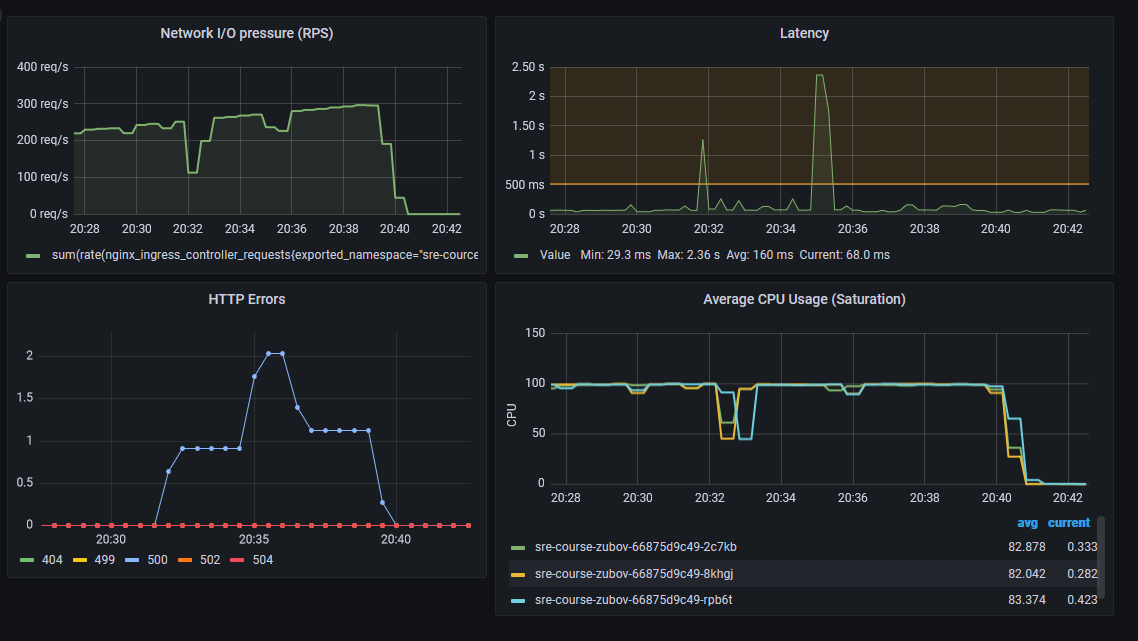 Network I/O pressure (RPS)
400 req/s
300 req/s
200 req/s
100 req/s
0 req/s
20:28 20:30 20:32 20:34 20:36 20:38 20:40 20:42
sum(rate(nginx_ingress_controller_requests{exported_namespace="sre-cource
Latency
2.50 s
2 s
1.50 s
1 s
500 ms
0 s
20:28 20:30 20:32 20:34 20:36 20:38 20:40 20:42
Value Min: 29.3 ms Max: 2.36 s Avg: 160 ms Current: 68.0 ms
HTTP Errors
2
1.5
1
0.5
0
20:30 20:35 20:40
404 499 500 502 504
Average CPU Usage (Saturation)
CPU
150
100
50
0
20:28 20:30 20:32 20:34 20:36 20:38 20:40 20:42
avg current
sre-course-zubov-66875d9c49-2c7kb 82.878 0.333
sre-course-zubov-66875d9c49-8khgj 82.042 0.282
sre-course-zubov-66875d9c49-rpb6t 83.374 0.423